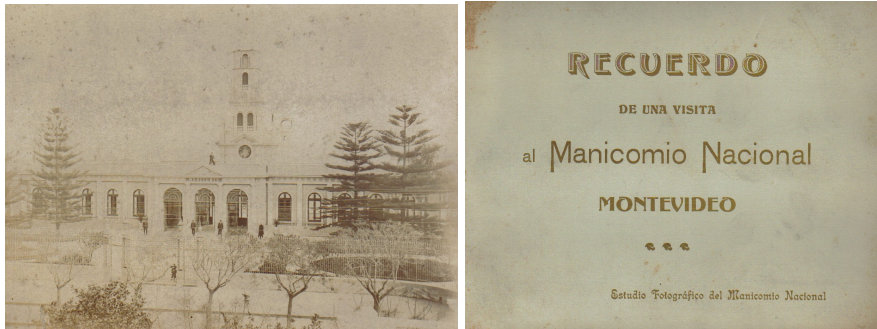 RECUERDO
DE UNA VISITA
al Manicomio Nacional
MONTEVIDEO
Estudio Fotográfico del Manicomio Nacional